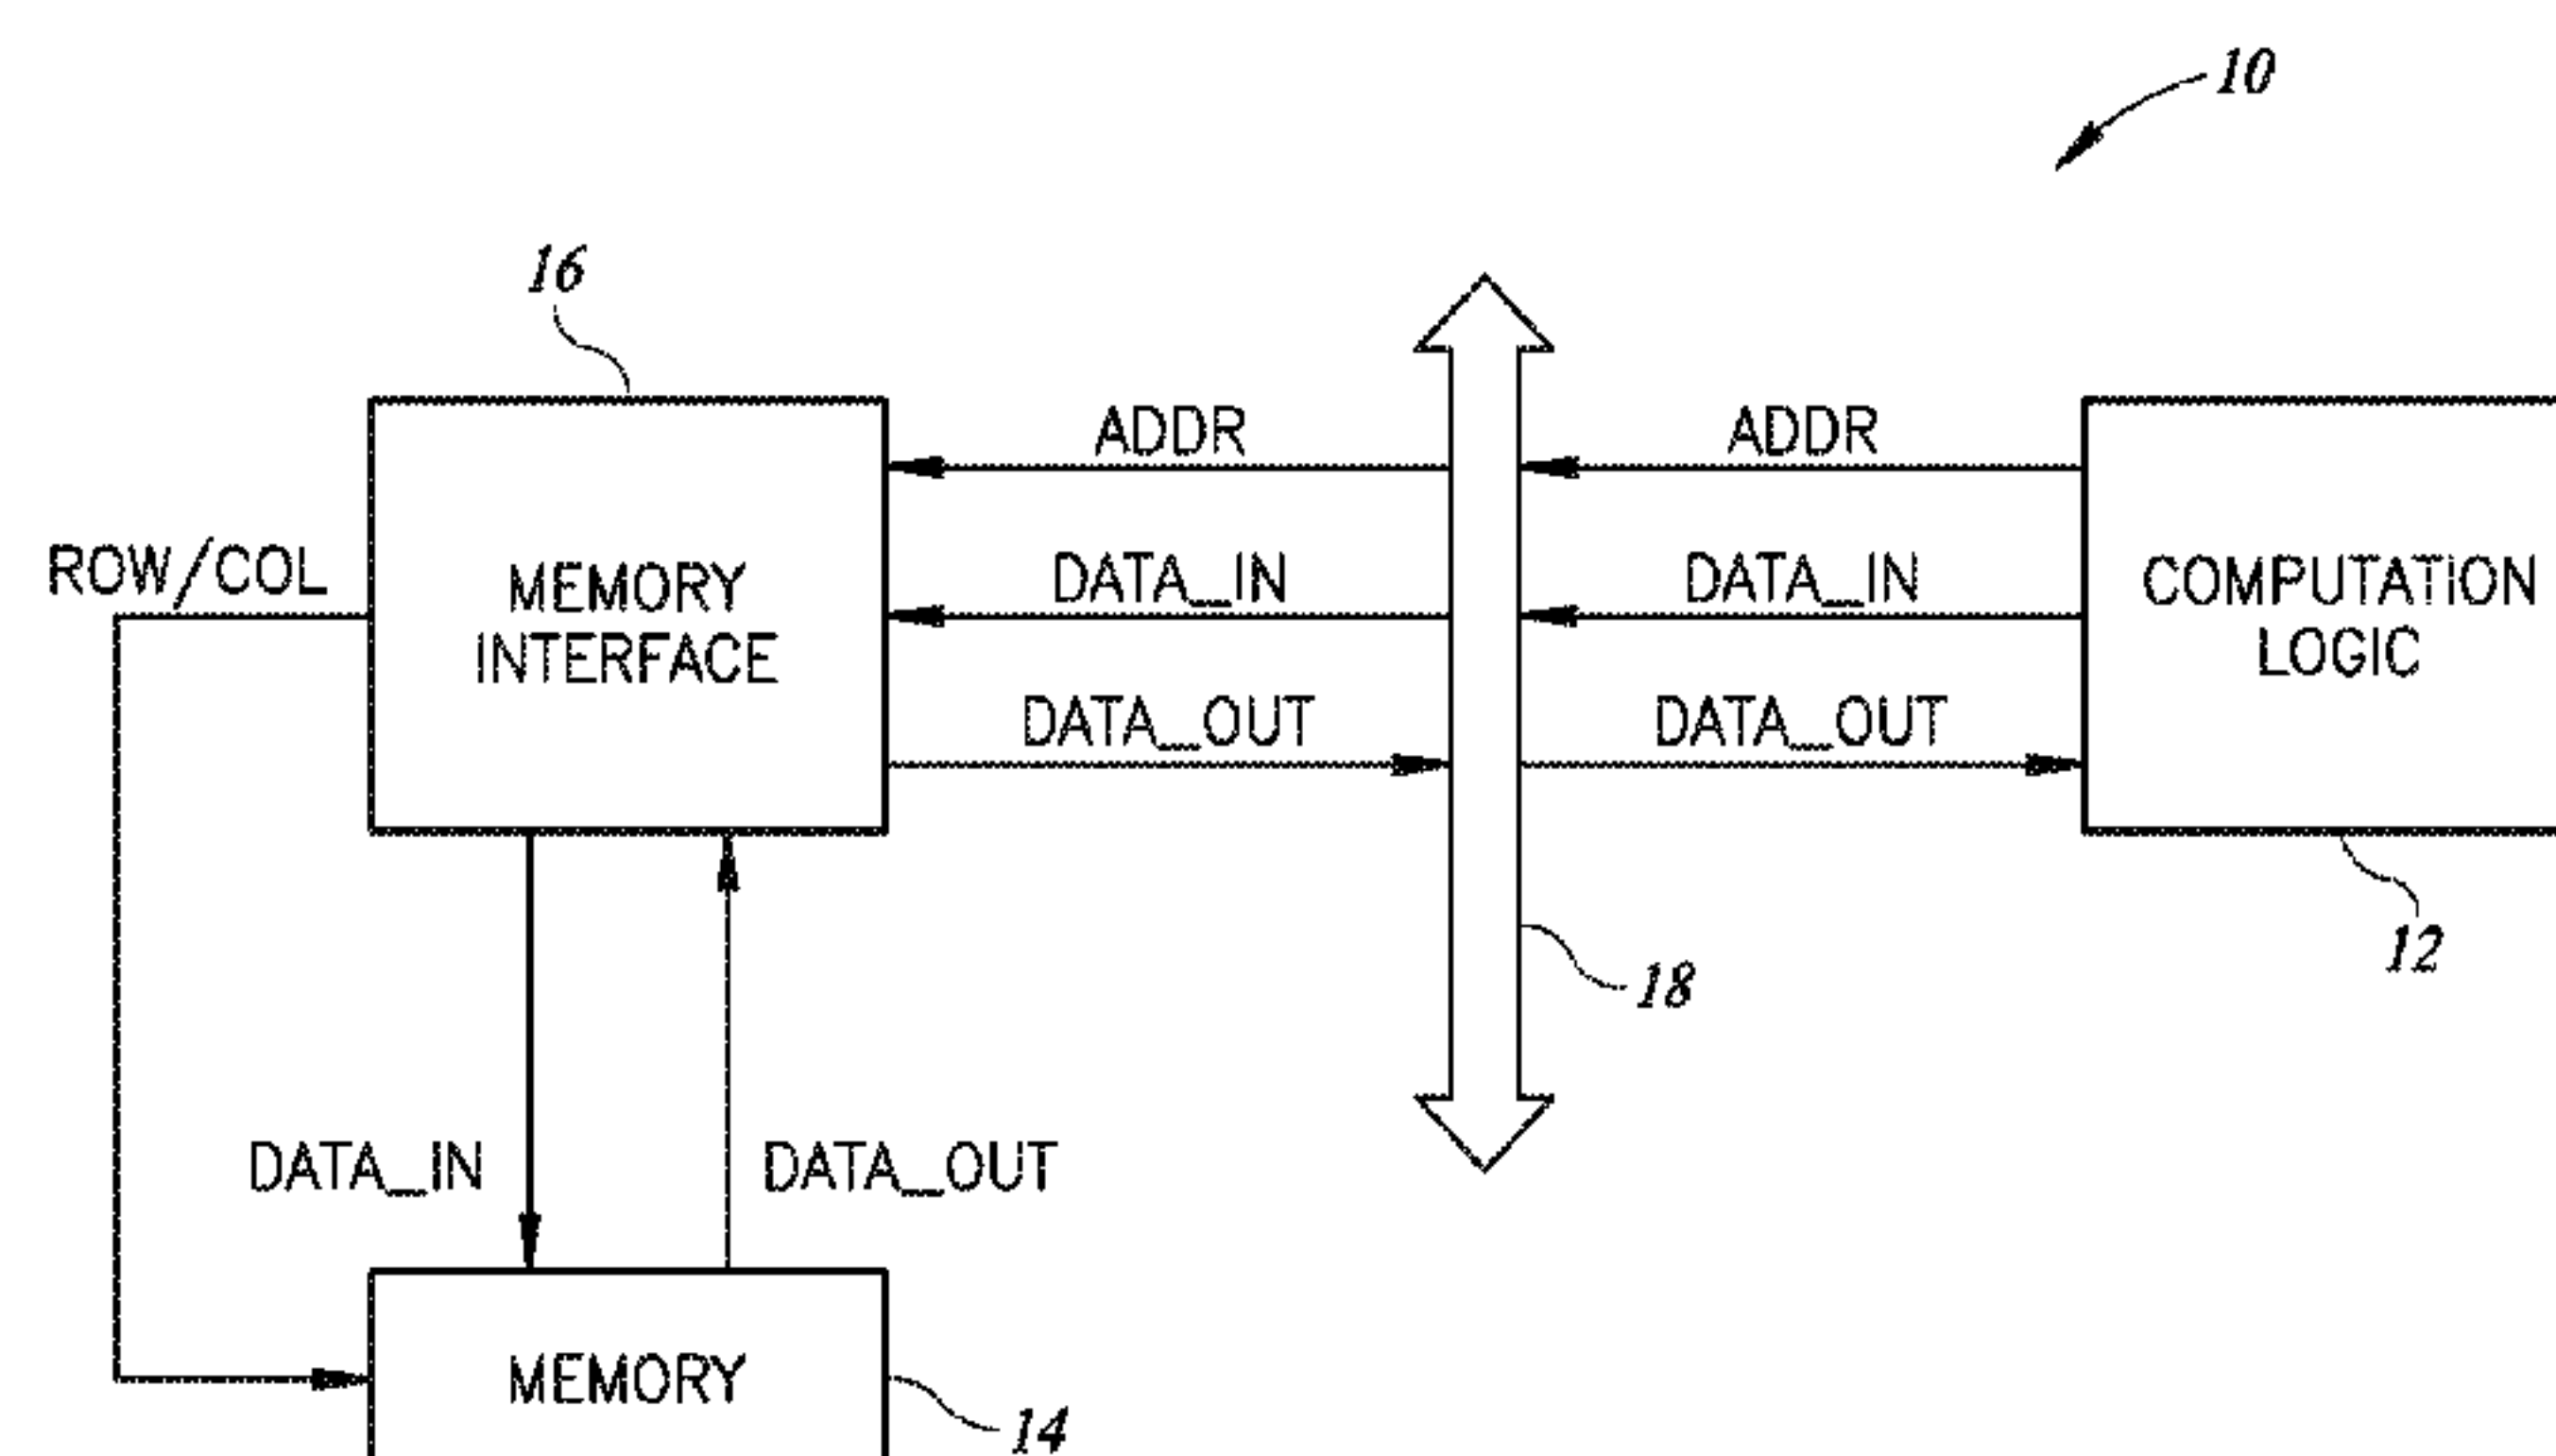 10
16
ADDR
ADDR
ROW/COL
MEMORY
INTERFACE
DATA_IN
DATA_IN
COMPUTATION
LOGIC
DATA_OUT
DATA_OUT
12
18
DATA_IN
DATA_OUT
MEMORY
14